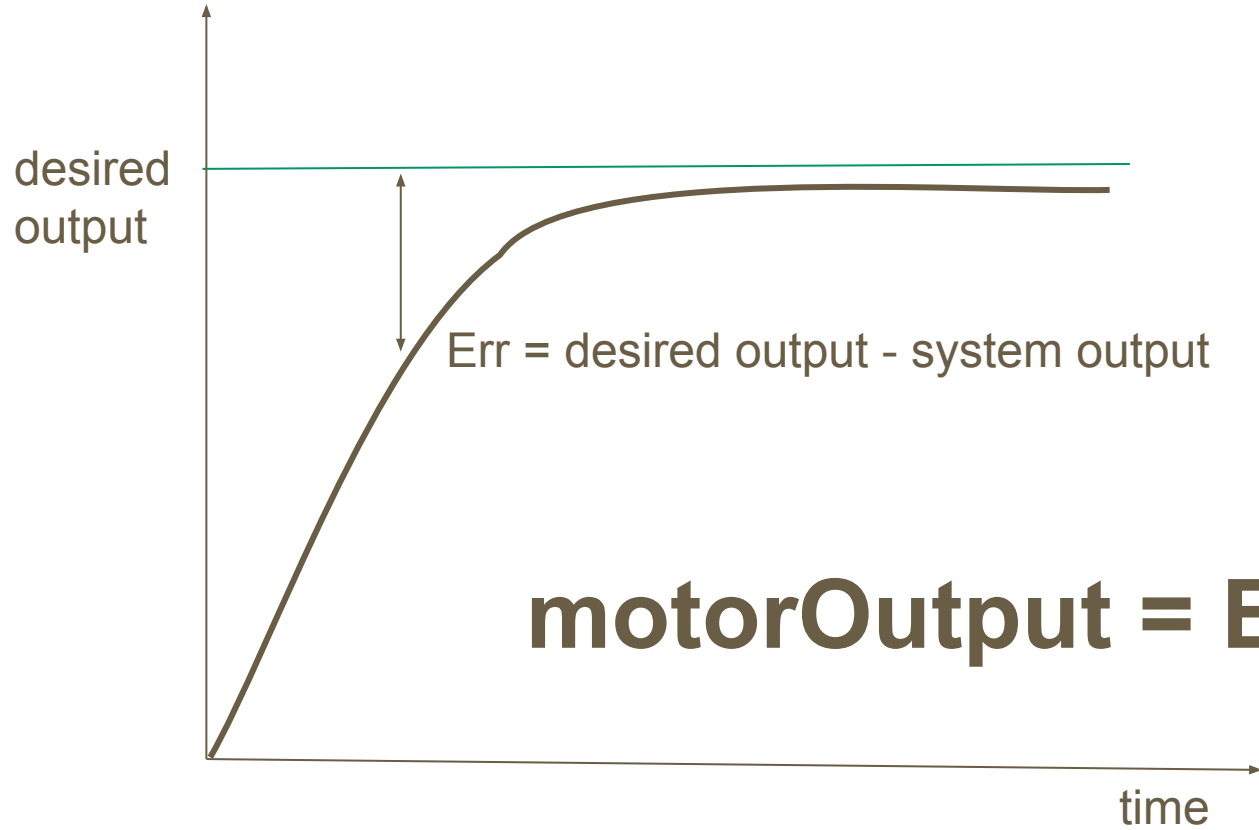 desired
output
Err = desired output - system output
motorOutput = E
time